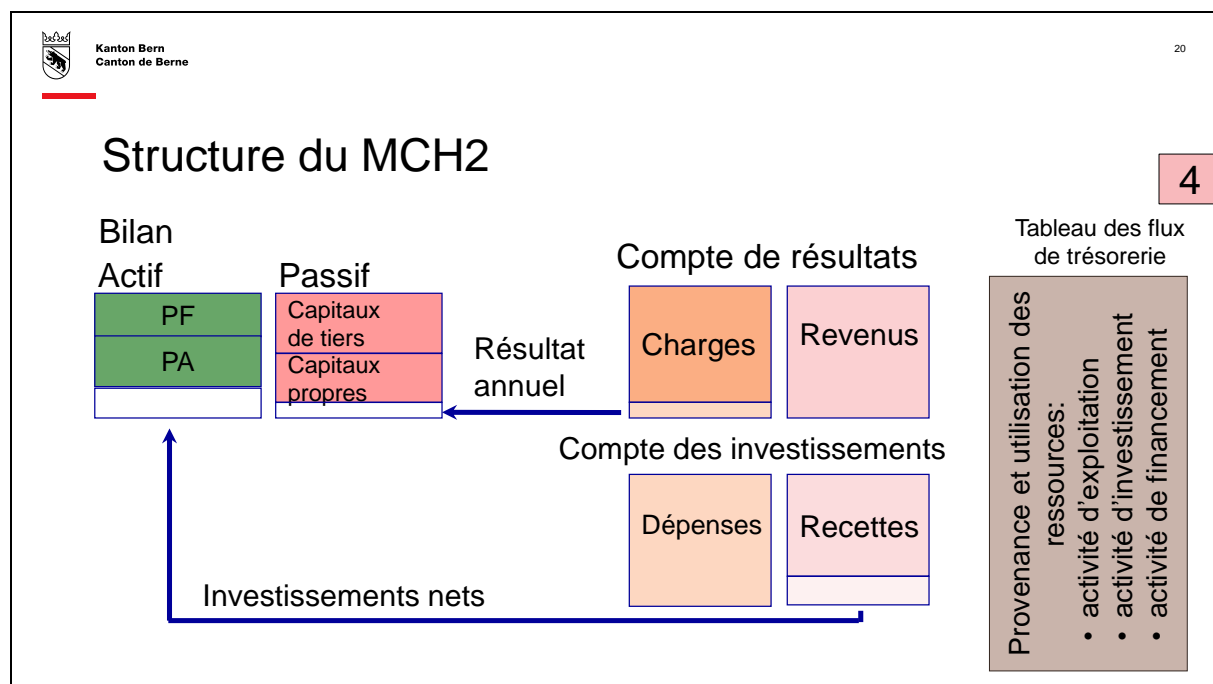 Kanton Bern
Canton de Berne
20
Structure du MCH2
4
Bilan
Actif
Passif
PF
PA
Capitaux
de tiers
Capitaux
propres
Résultat
annuel
Compte de résultats
Charges
Revenus
Compte des investissements
Dépenses
Recettes
Investissements nets
Tableau des flux
de trésorerie
Provenance et utilisation des
ressources:
• activité d'exploitation
• activité d'investissement
• activité de financement